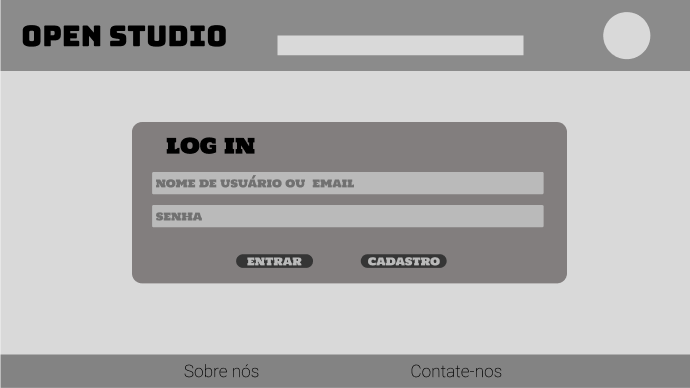 OPEN STUDIO
LOG IN
NOME DE USUÁRIO OU EMAIL
SENHA
ENTRAR CADASTRO
Sobre nós Contate-nos